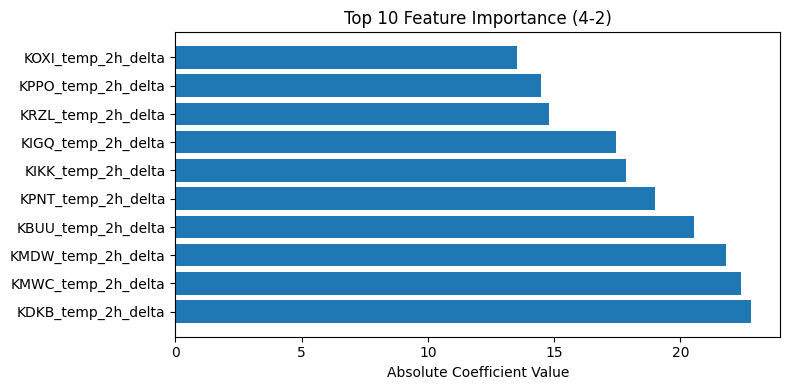 Top 10 Feature Importance (4-2)
KOXI_temp_2h_delta
KPPO_temp_2h_delta
KRZL_temp_2h_delta
KIGQ_temp_2h_delta
KIKK_temp_2h_delta
KPNT_temp_2h_delta
KBUU_temp_2h_delta
KMDW_temp_2h_delta
KMWC_temp_2h_delta
KDKB_temp_2h_delta
0 5 10 15 20
Absolute Coefficient Value